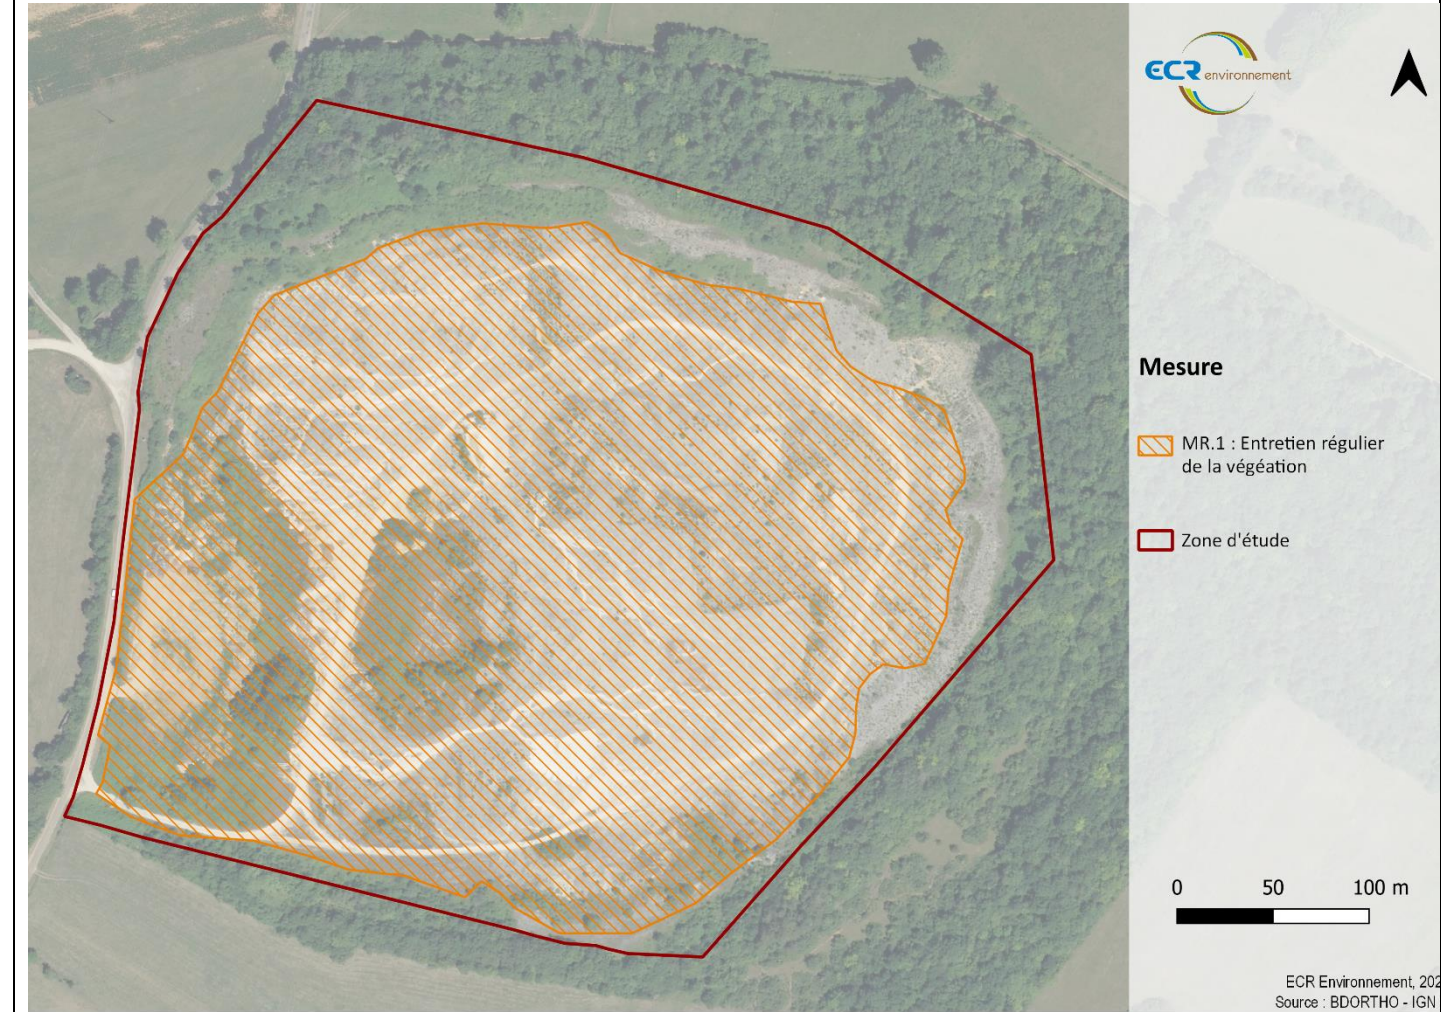 ECR environnement
Mesure
MR.1 : Entretien régulier
de la végéation
Zone d'étude
0 50 100 m
ECR Environnement, 202
Source : BDORTHO - IGN